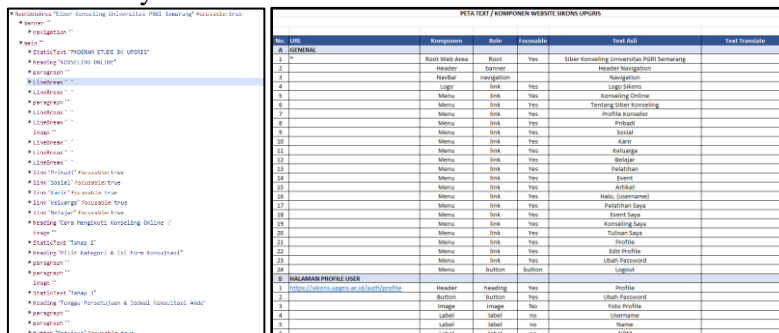 RootWebArea "Siber Konseling Universitas PGRI Semarang" focusable: true
banner ""
navigation ""
main ""
StaticText "PROGRAM STUDI BK UPGRIS"
heading "KONSELING ONLINE"
paragraph ""
LineBreak " "
LineBreak " "
paragraph ""
LineBreak " "
image ""
LineBreak " "
LineBreak " "
LineBreak " "
link "Pribadi" focusable: true
link "Sosial" focusable: true
link "Karir" focusable: true
link "Keluarga" focusable: true
link "Belajar" focusable: true
heading "Cara Mengikuti Konseling Online :"
image ""
StaticText "Tahap 1"
heading "Pilih Kategori & Isi Form Konsultasi"
paragraph ""
paragraph ""
image ""
StaticText "Tahap 3"
heading "Tunggu Persetujuan & Jadwal Konsultasi Anda"
paragraph ""
paragraph ""
PETA TEXT / KOMPONEN WEBSITE SIKONS UPGRIS
No. URL Komponen Role Focusable Text Asli Text Translate
A GENERAL
1 * Root Web Area Root Yes Siber Konseling Universitas PGRI Semarang
2 Header banner Header Navigation
3 NavBar navigation Navigation
4 Logo link Yes Logo Sikons
5 Menu link Yes Konseling Online
6 Menu link Yes Tentang Siber Konseling
7 Menu link Yes Profile Konselor
8 Menu link Yes Pribadi
9 Menu link Yes Social
10 Menu link Yes Karir
11 Menu link Yes Keluarga
12 Menu link Yes Belajar
13 Menu link Yes Pelatihan
14 Menu link Yes Event
15 Menu link Yes Artikel
16 Menu link Yes Halo, (username)
17 Menu link Yes Pelatihan Saya
18 Menu link Yes Event Saya
19 Menu link Yes Konseling Saya
20 Menu link Yes Tulisan Saya
21 Menu link Yes Profile
22 Menu link Yes Edit Profile
23 Menu link Yes Ubah Password
24 Menu button button Logout
B HALAMAN PROFILE USER
1 https://sikons.upgris.ac.id/auth/profile Header heading Yes Profile
2 Button button Yes Ubah Password
3 Image image No Foto Profile
4 Label label no Username
5 Label label no Name